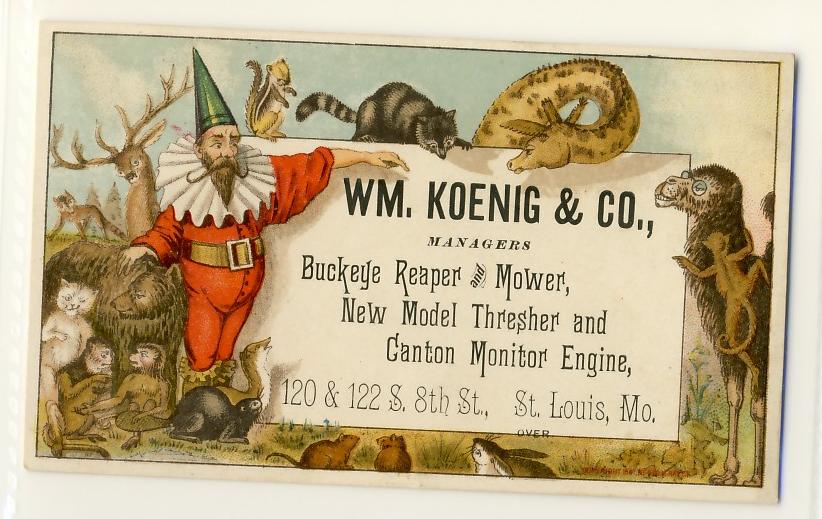 WM. KOENIG & CO.,
MANAGERS
Buckeye Reaper and Mower,
New Model Thresher and
Canton Monitor Engine,
120 & 122 S. 8th St., St. Louis, Mo.
OVER